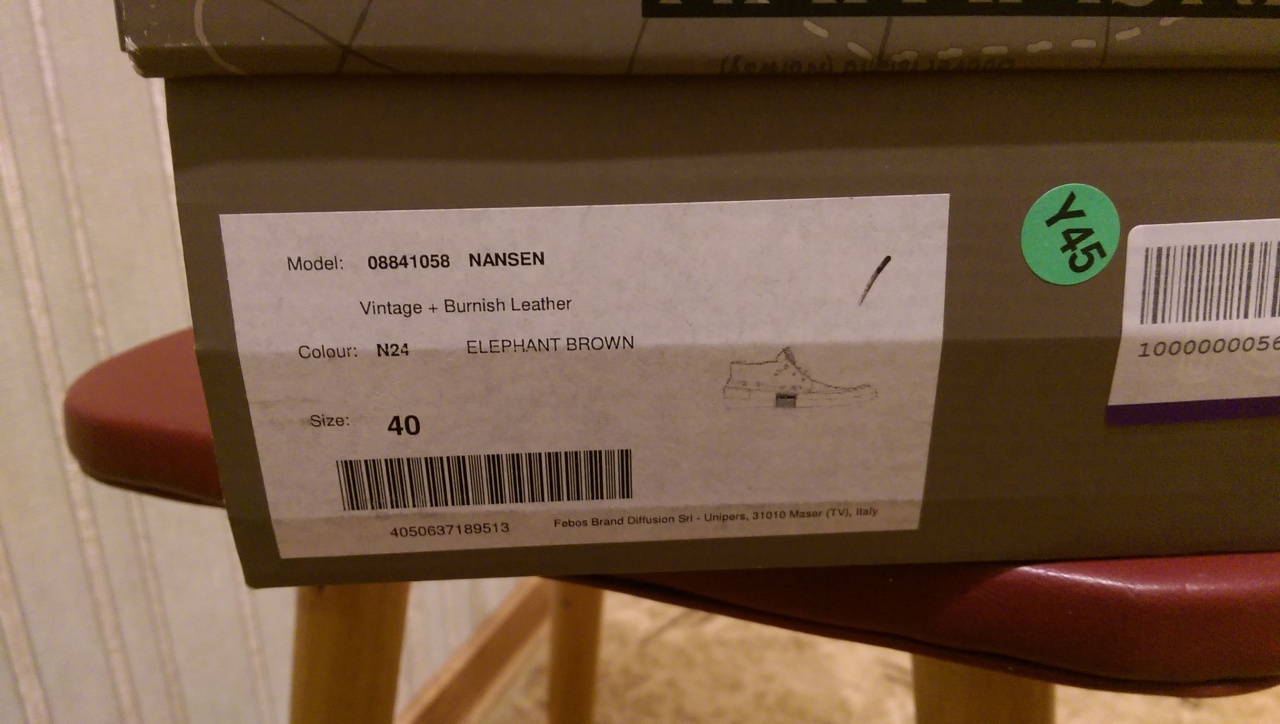 Model: 08841058 NANSEN
Vintage + Burnish Leather
Colour: N24 ELEPHANT BROWN
Size: 40
4050637189513
Febos Brand Diffusion Srl - Unipers, 31010 Maser (TV), Italy
Y45
1000000056